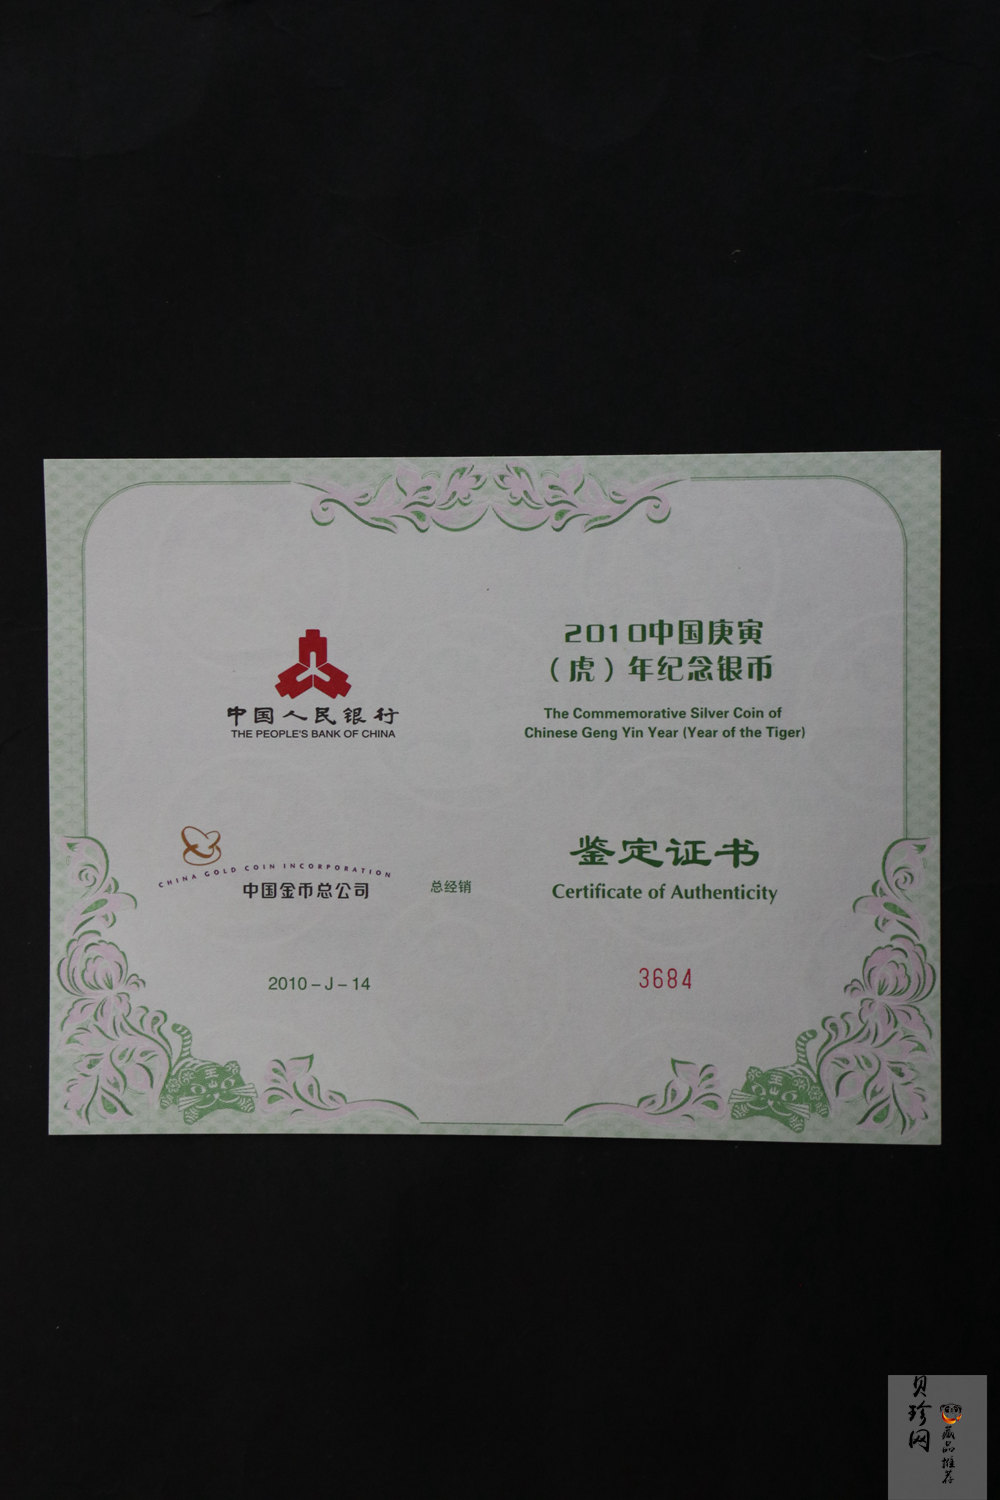 中国人民银行
THE PEOPLE'S BANK OF CHINA
2010中国庚寅
（虎）年纪念银币
The Commemorative Silver Coin of
Chinese Geng Yin Year (Year of the Tiger)
CHINA GOLD COIN INCORPORATION
中国金币总公司
总经销
鉴定证书
Certificate of Authenticity
2010－J－14
3684
王
王
贝珍网
藏品推荐